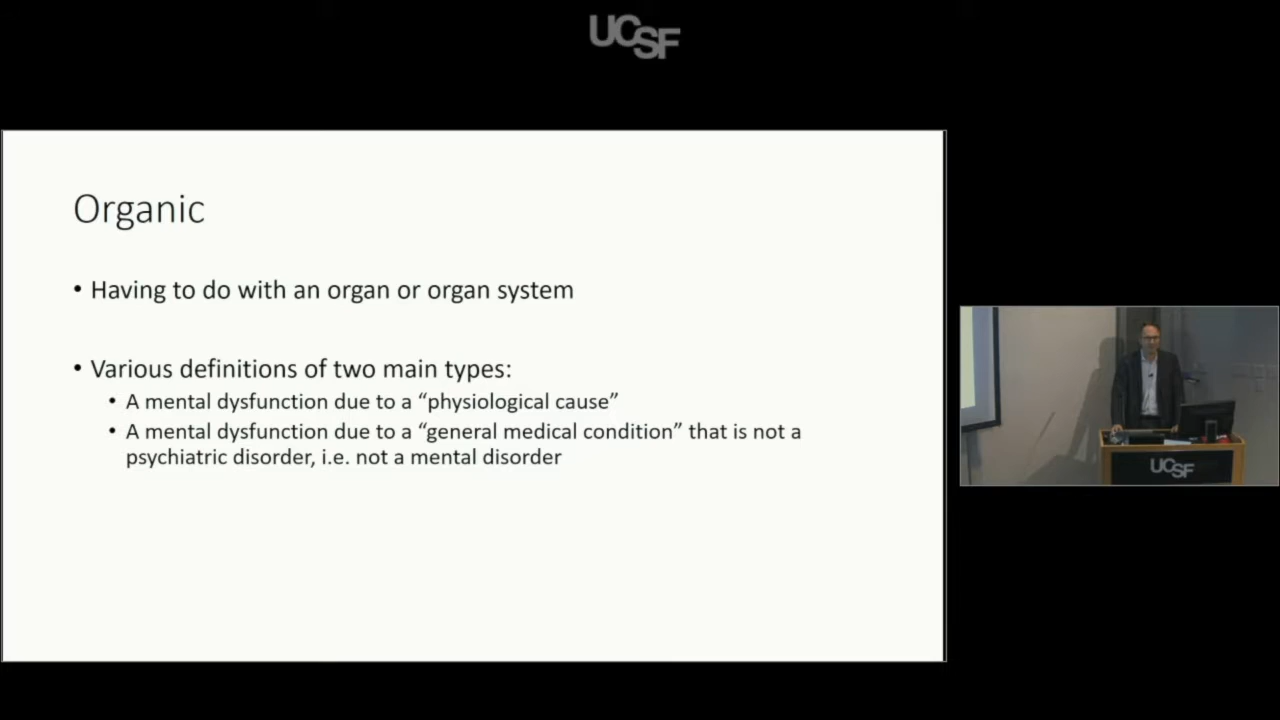 UCSF
Organic
• Having to do with an organ or organ system
• Various definitions of two main types:
• A mental dysfunction due to a “physiological cause”
• A mental dysfunction due to a “general medical condition” that is not a
psychiatric disorder, i.e. not a mental disorder
UCSF